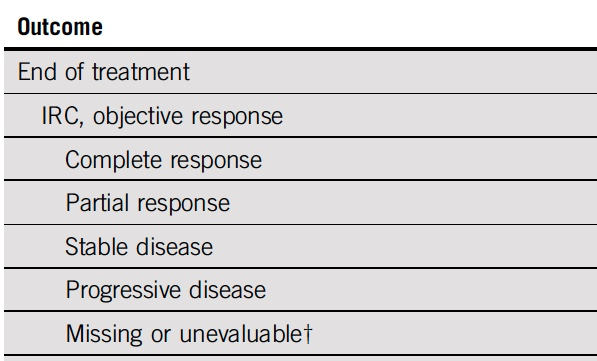 Outcome
End of treatment
IRC, objective response
Complete response
Partial response
Stable disease
Progressive disease
Missing or unevaluable†